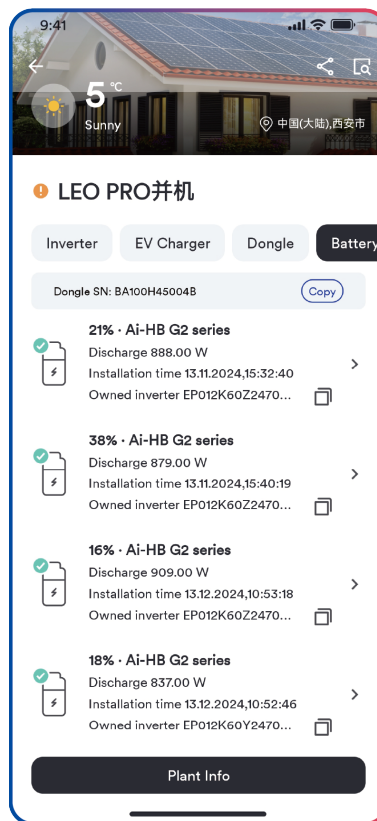 9:41
5 °C
Sunny
中国(大陆),西安市
LEO PRO并机
Inverter EV Charger Dongle Battery
Dongle SN: BA100H45004B Copy
21% · Ai-HB G2 series
Discharge 888.00 W
Installation time 13.11.2024,15:32:40
Owned inverter EP012K60Z2470...
38% · Ai-HB G2 series
Discharge 879.00 W
Installation time 13.11.2024,15:40:19
Owned inverter EP012K60Z2470...
16% · Ai-HB G2 series
Discharge 909.00 W
Installation time 13.12.2024,10:53:18
Owned inverter EP012K60Z2470...
18% · Ai-HB G2 series
Discharge 837.00 W
Installation time 13.12.2024,10:52:46
Owned inverter EP012K60Y2470...
Plant Info